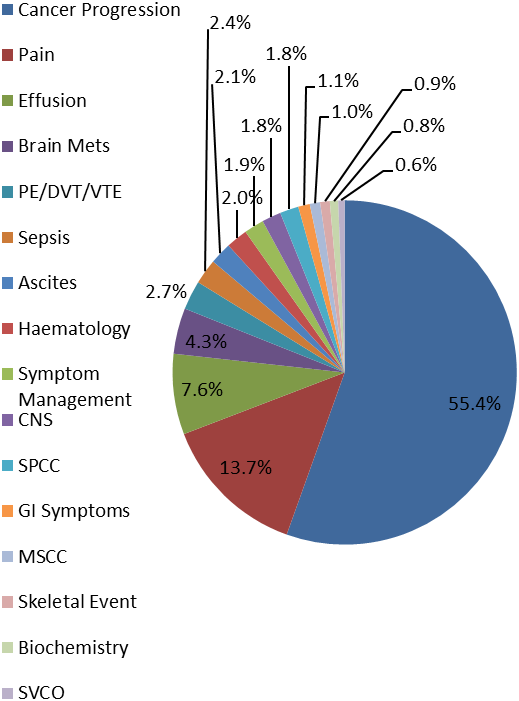 Cancer Progression
Pain
Effusion
Brain Mets
PE/DVT/VTE
Sepsis
Ascites
Haematology
Symptom
Management
CNS
SPCC
GI Symptoms
MSCC
Skeletal Event
Biochemistry
SVCO
2.4%
2.1%
1.8%
1.1%
0.9%
1.8%
1.0%
0.8%
1.9%
0.6%
2.0%
2.7%
4.3%
7.6%
55.4%
13.7%